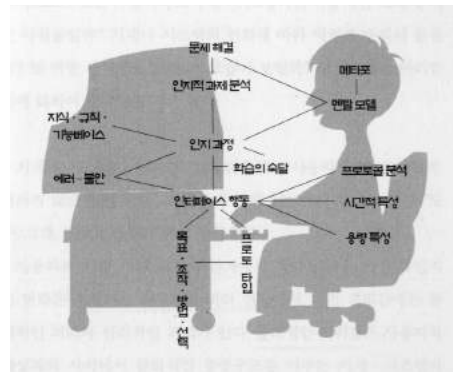 문제 해결
메타포
인지적 과제 분석
멘탈 모델
지식 · 규칙 ·
기능베이스
인지 과정
학습의 숙달
프로토콜 분석
에러 · 불안
인터페이스 행동
시간적 특성
용량 특성
목표 · 조작 · 방법 · 선택
프로토 타입